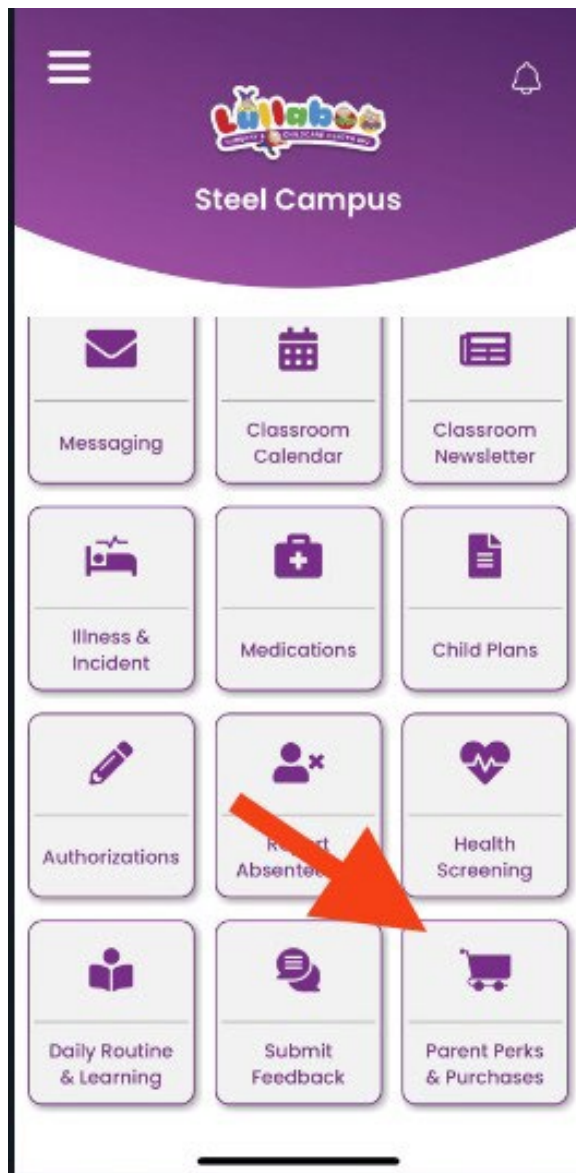 Lullaboo
Steel Campus
Messaging
Classroom
Calendar
Classroom
Newsletter
Illness &
Incident
Medications
Child Plans
Authorizations
Health
Screening
Daily Routine
& Learning
Submit
Feedback
Parent Perks
& Purchases